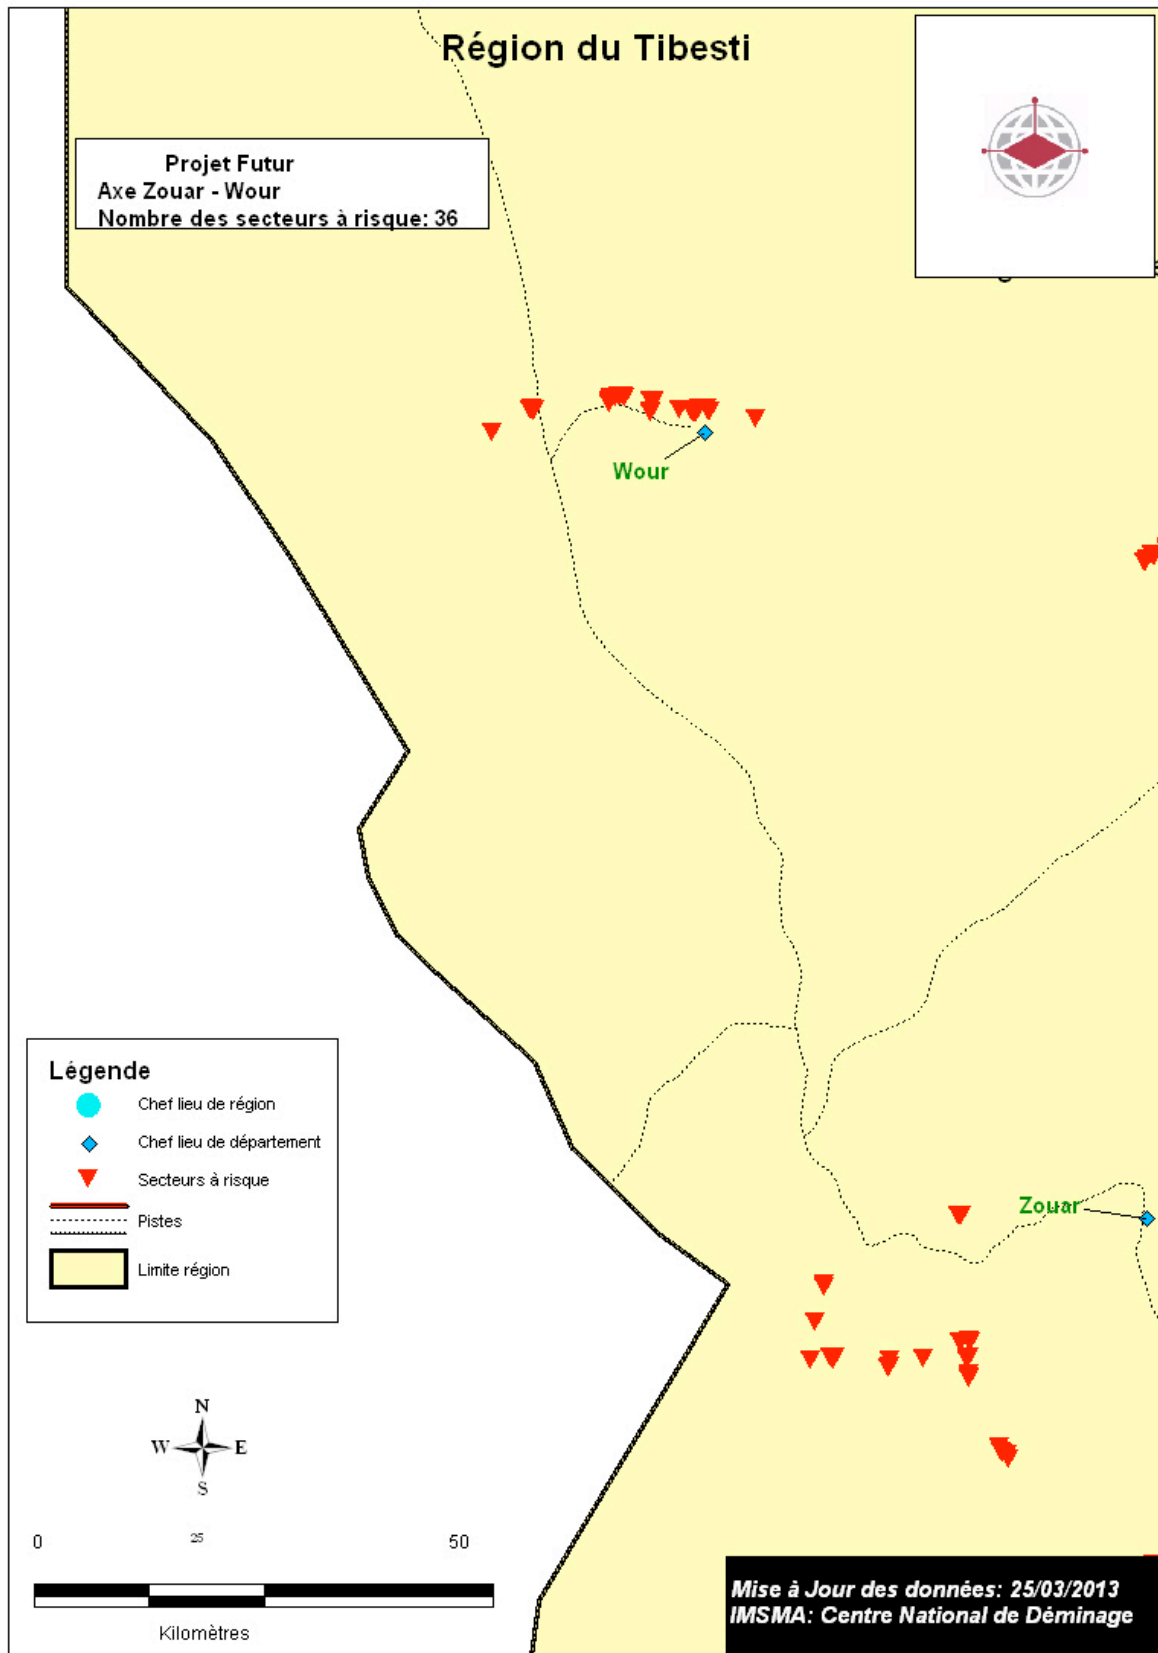 Région du Tibesti
Projet Futur
Axe Zouar - Wour
Nombre des secteurs à risque: 36
Wour
Zouar
Légende
Chef lieu de région
Chef lieu de département
Secteurs à risque
Pistes
Limite région
N
W E
S
0 25 50
Kilomètres
Mise à Jour des données: 25/03/2013
IMSMA: Centre National de Déminage